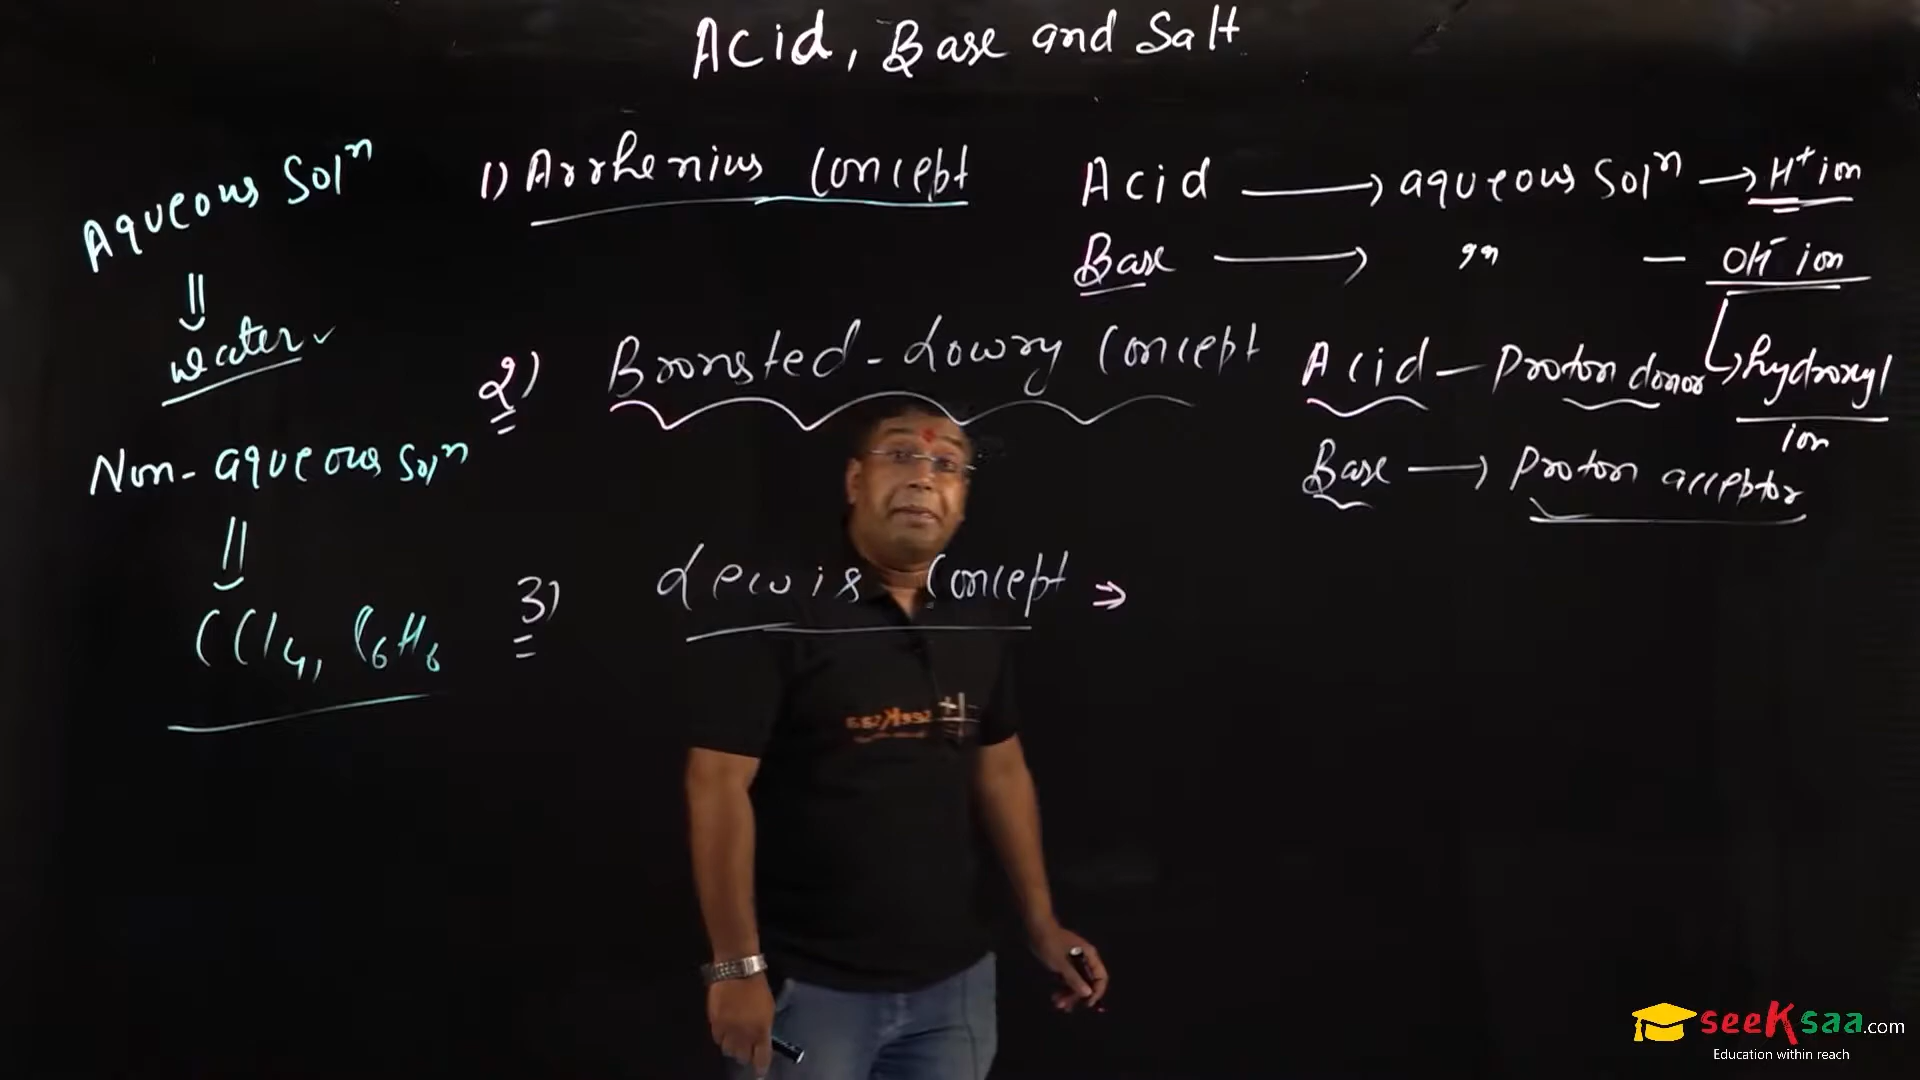 Acid, Base and Salt
Aqueous Solⁿ
water
Non-aqueous solⁿ
CCl₄, C₆H₆
1) Arrhenius Concept
Acid → aqueous Solⁿ → H⁺ ion
Base → ,, — OH⁻ ion
hydroxyl
ion
2) Bronsted-Lowry Concept
Acid — Proton donor
Base → Proton acceptor
3) Lewis Concept ⇒
seeKsaa
seeKsaa.com
Education within reach